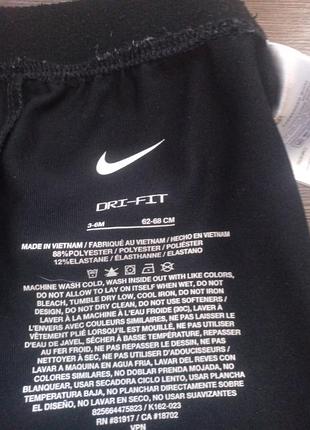 DRI-FIT
3-6M 62-68 CM
MADE IN VIETNAM / FABRIQUÉ AU VIETNAM / HECHO EN VIETNAM
88%POLYESTER / POLYESTER / POLIÉSTER
12%ELASTANE / ÉLASTHANNE / ELASTANO
MACHINE WASH COLD, WASH INSIDE OUT WITH LIKE COLORS,
DO NOT ALLOW TO LAY ON ITSELF WHEN WET, DO NOT
BLEACH, TUMBLE DRY LOW, COOL IRON, DO NOT IRON
DESIGN, DO NOT DRY CLEAN, DO NOT USE SOFTENERS /
LAVER À LA MACHINE À L'EAU FROIDE (30C), LAVER À
L'ENVERS AVEC COULEURS SIMILAIRES, NE PAS LAISSER LE
VÊTEMENT PLIÉ LORSQU'IL EST MOUILLÉ, NE PAS UTILISER
D'EAU DE JAVEL, SÉCHER À BASSE TEMPÉRATURE, REPASSER
AU FER FROID, NE PAS REPASSER LE DESSIN, NE PAS
NETTOYER À SEC, NE PAS UTILISER D'ADOUCISSEURS /
LAVAR A MAQUINA EN AGUA FRIA, LAVAR DEL REVES CON
COLORES SIMILARES, NO DOBLAR PRENDA MOJADA, NO
BLANQUEAR, USAR SECADORA CICLO LENTO, USAR PLANCHA
TEMPERATURA BAJA, NO PLANCHAR DIRECTAMENTE SOBRE
EL DISENO, NO LAVAR EN SECO, NO USAR SUAVIZANTE
825664475823 / K162-023
RN #81917 / CA #18702
VPN